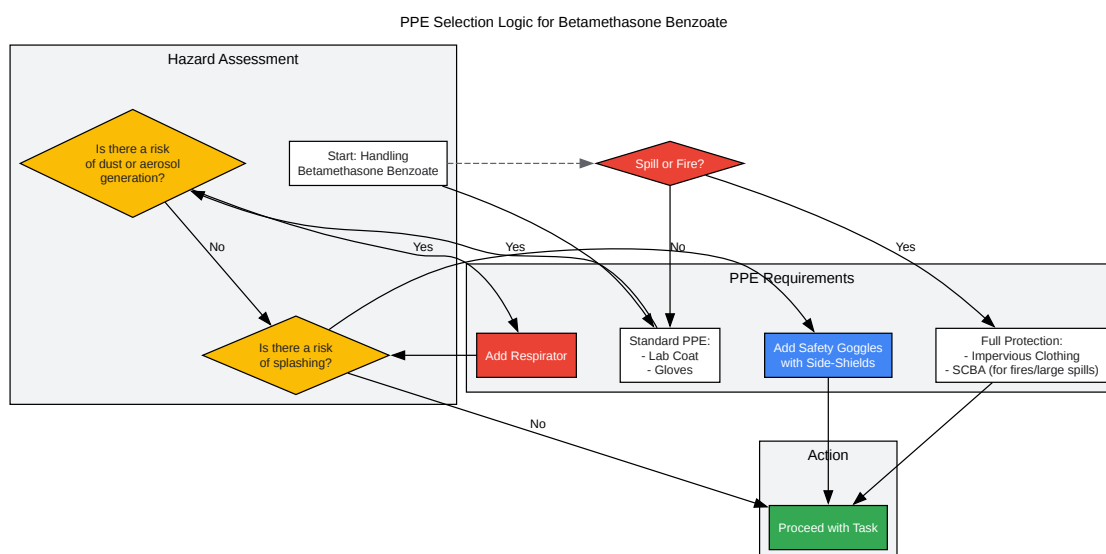 PPE Selection Logic for Betamethasone Benzoate
Hazard Assessment
Is there a risk
of dust or aerosol
generation?
Start: Handling
Betamethasone Benzoate
Spill or Fire?
No
Yes
Yes
No
Yes
PPE Requirements
Is there a risk
of splashing?
Add Respirator
Standard PPE:
- Lab Coat
- Gloves
Add Safety Goggles
with Side-Shields
Full Protection:
- Impervious Clothing
- SCBA (for fires/large spills)
No
Action
Proceed with Task